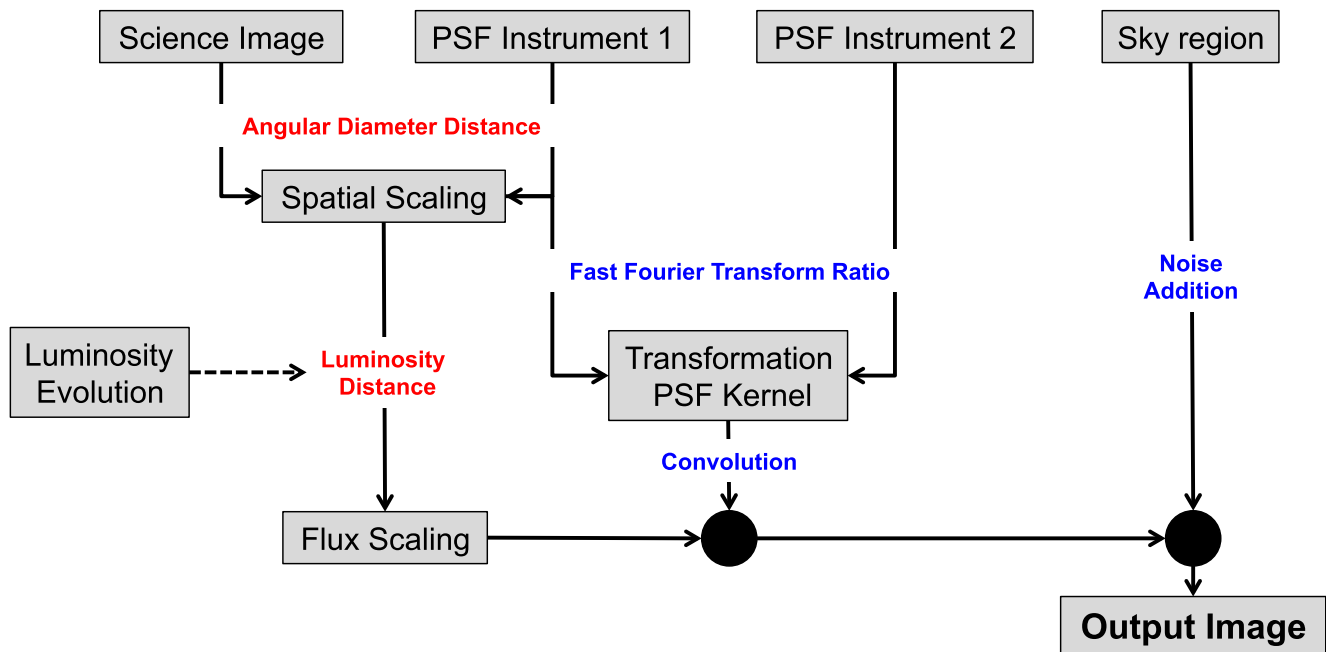 Science Image
PSF Instrument 1
PSF Instrument 2
Sky region
Angular Diameter Distance
Spatial Scaling
Fast Fourier Transform Ratio
Noise
Addition
Luminosity
Evolution
Luminosity
Distance
Transformation
PSF Kernel
Convolution
Flux Scaling
Output Image